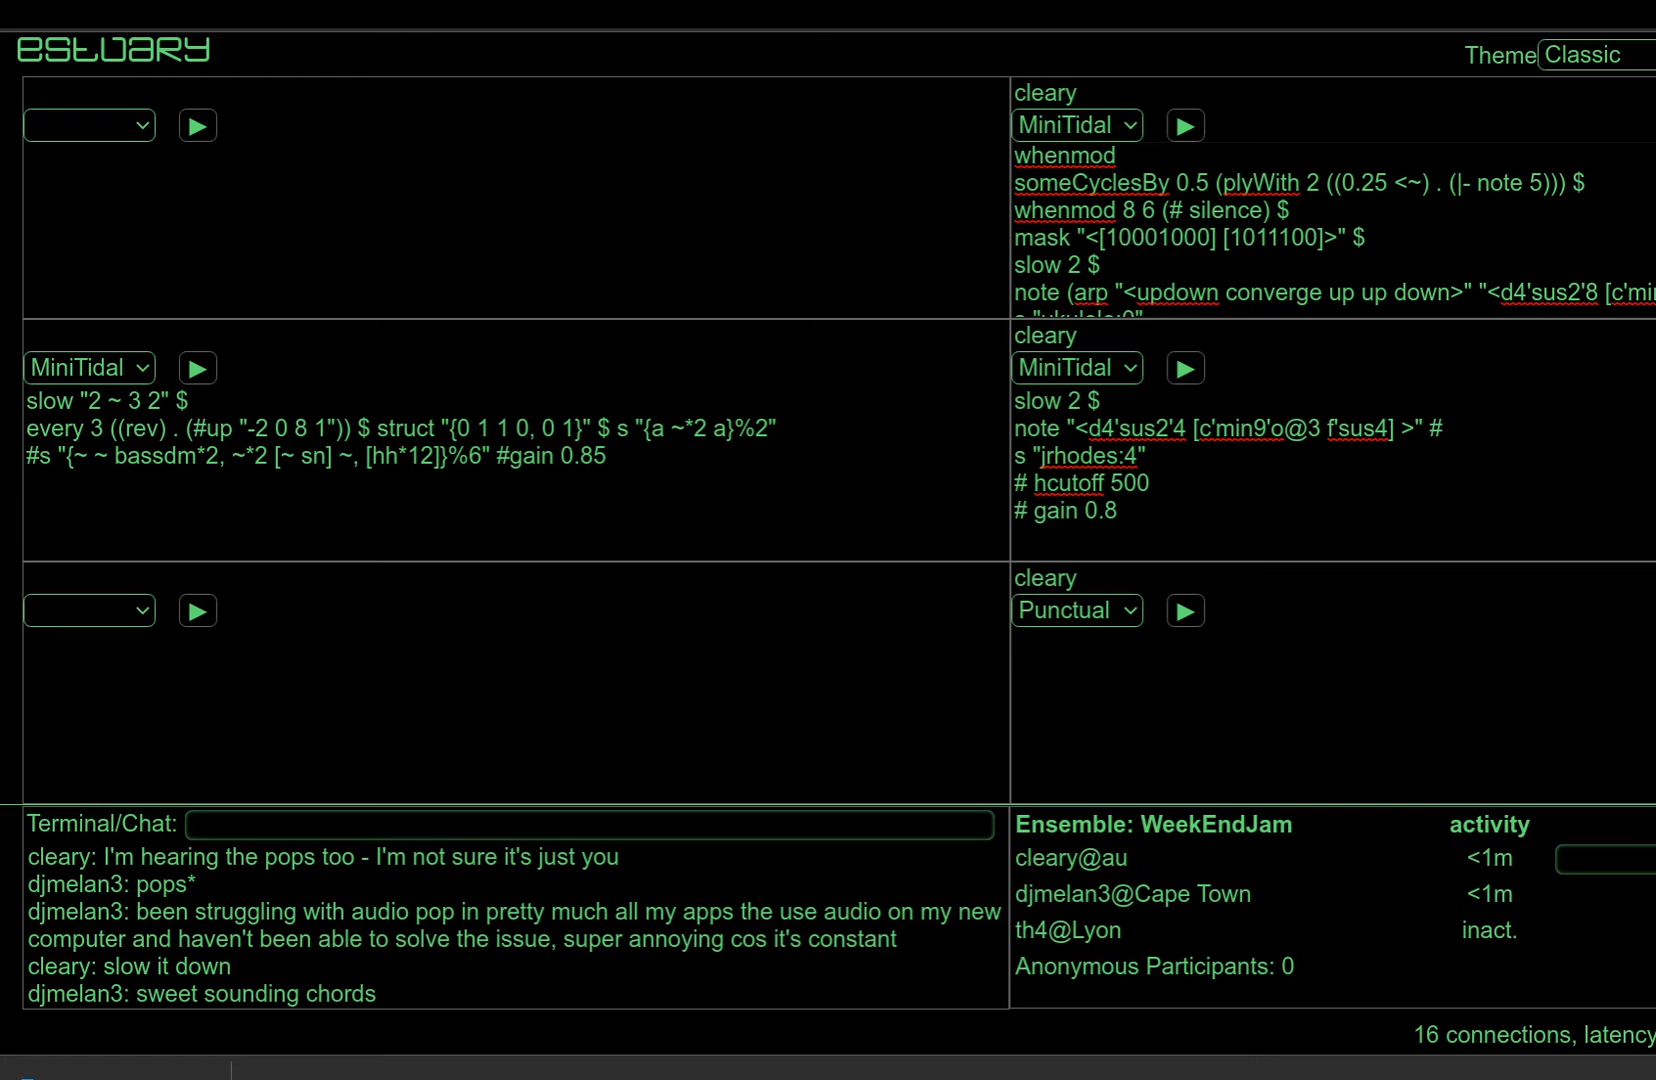 estuary
Theme Classic
cleary
MiniTidal
whenmod
someCyclesBy 0.5 (plyWith 2 ((0.25 <~) . (|- note 5))) $
whenmod 8 6 (# silence) $
mask "<[10001000] [1011100]>" $
slow 2 $
note (arp "<updown converge up up down>" "<d4'sus2'8 [c'mi
MiniTidal
slow "2 ~ 3 2" $
every 3 ((rev) . (#up "-2 0 8 1")) $ struct "{0 1 1 0, 0 1}" $ s "{a ~*2 a}%2"
#s "{~ ~ bassdm*2, ~*2 [~ sn] ~, [hh*12]}%6" #gain 0.85
cleary
MiniTidal
slow 2 $
note "<d4'sus2'4 [c'min9'o@3 f'sus4] >" #
s "jrhodes:4"
# hcutoff 500
# gain 0.8
cleary
Punctual
Terminal/Chat:
cleary: I'm hearing the pops too - I'm not sure it's just you
djmelan3: pops*
djmelan3: been struggling with audio pop in pretty much all my apps the use audio on my new
computer and haven't been able to solve the issue, super annoying cos it's constant
cleary: slow it down
djmelan3: sweet sounding chords
Ensemble: WeekEndJam activity
cleary@au <1m
djmelan3@Cape Town <1m
th4@Lyon inact.
Anonymous Participants: 0
16 connections, latency